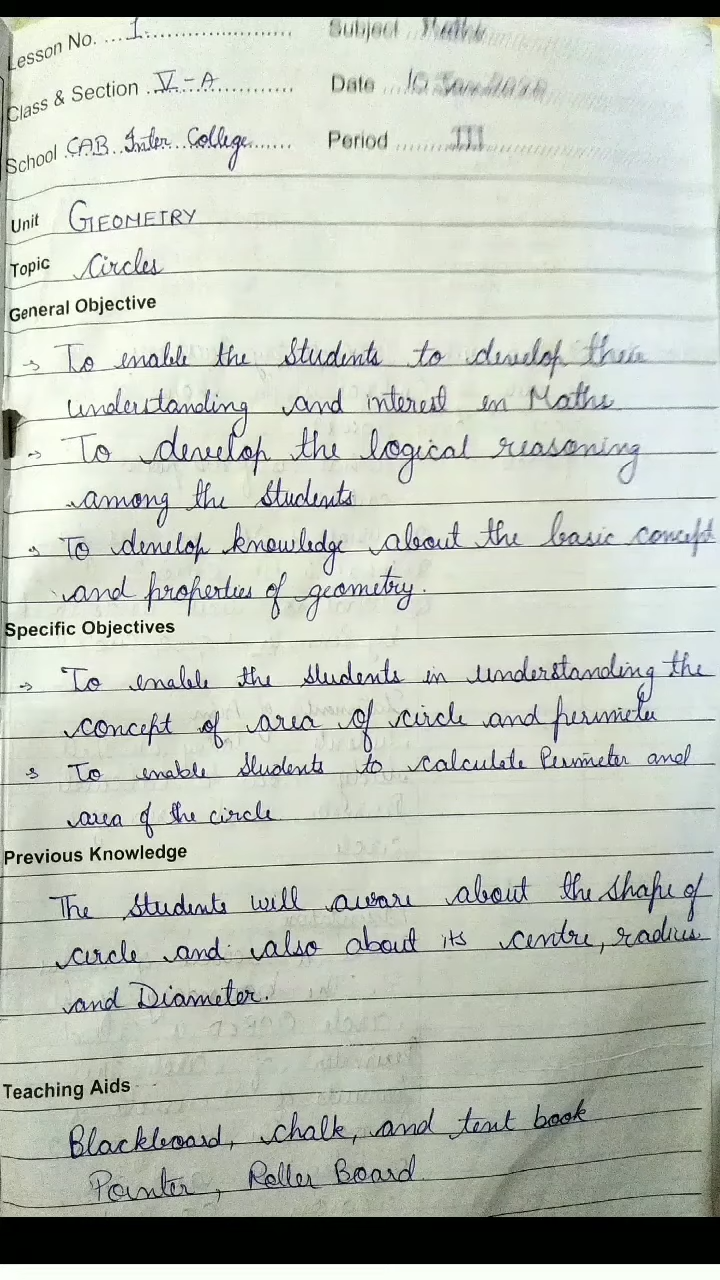 Lesson No. ...1...........................
Subject Maths
Class & Section .V-A...............
Date ...10 Jan
School .CAB..Inter..College......
Period .........III
Unit GEOMETRY
Topic Circles
General Objective
→ To enable the students to develop their
understanding and interest in Maths
→ To develop the logical reasoning
among the students
→ To develop knowledge about the basic concept
and properties of geometry.
Specific Objectives
→ To enable the students in understanding the
concept of area of circle and perimeter
→ To enable students to calculate Perimeter and
area of the circle
Previous Knowledge
The students will aware about the shape of
circle and also about its centre, radius
and Diameter.
Teaching Aids
Blackboard, chalk, and text book
Pointer, Roller Board